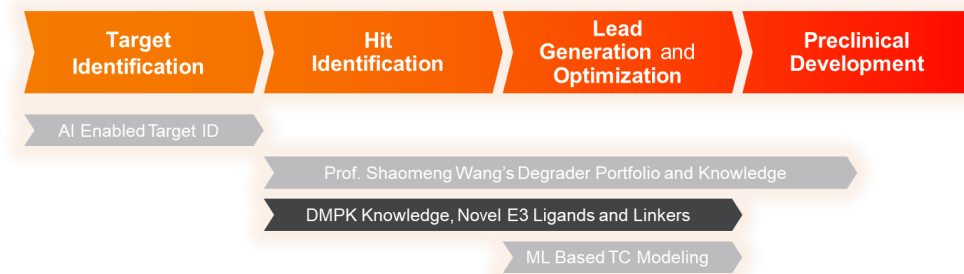 Target
Identification
Hit
Identification
Lead
Generation and
Optimization
Preclinical
Development
AI Enabled Target ID
Prof. Shaomeng Wang's Degrader Portfolio and Knowledge
DMPK Knowledge, Novel E3 Ligands and Linkers
ML Based TC Modeling